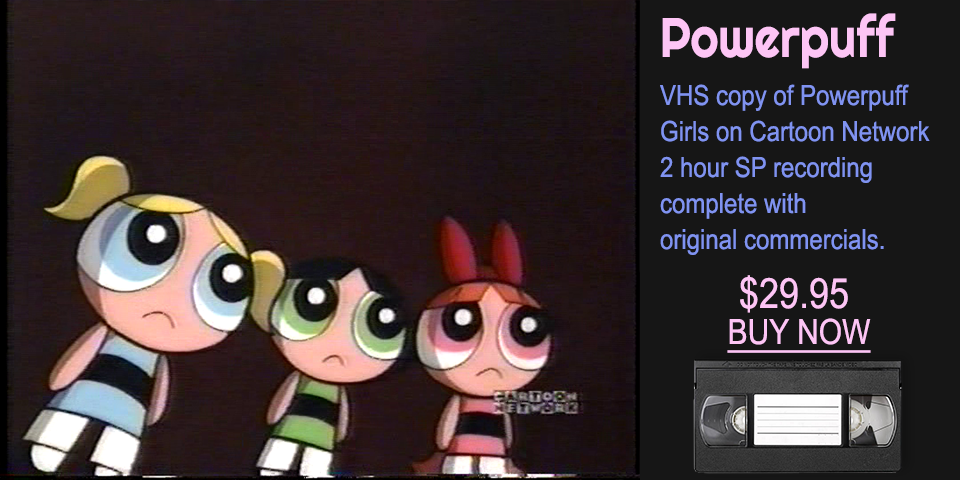 Powerpuff
VHS copy of Powerpuff
Girls on Cartoon Network
2 hour SP recording
complete with
original commercials.
$29.95
BUY NOW
CARTOON
NETWORK